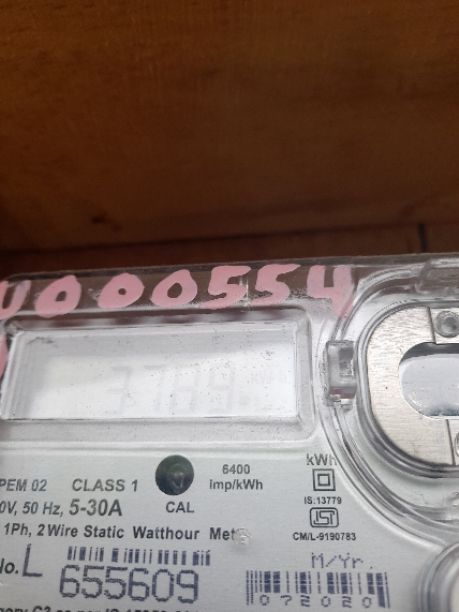 U000554
PEM 02 CLASS 1 6400 imp/kWh kWh
0V, 50 Hz, 5-30A CAL IS:13779
1Ph, 2 Wire Static Watthour CM/L-9190783
No. L 655609 M/Yr.
072020